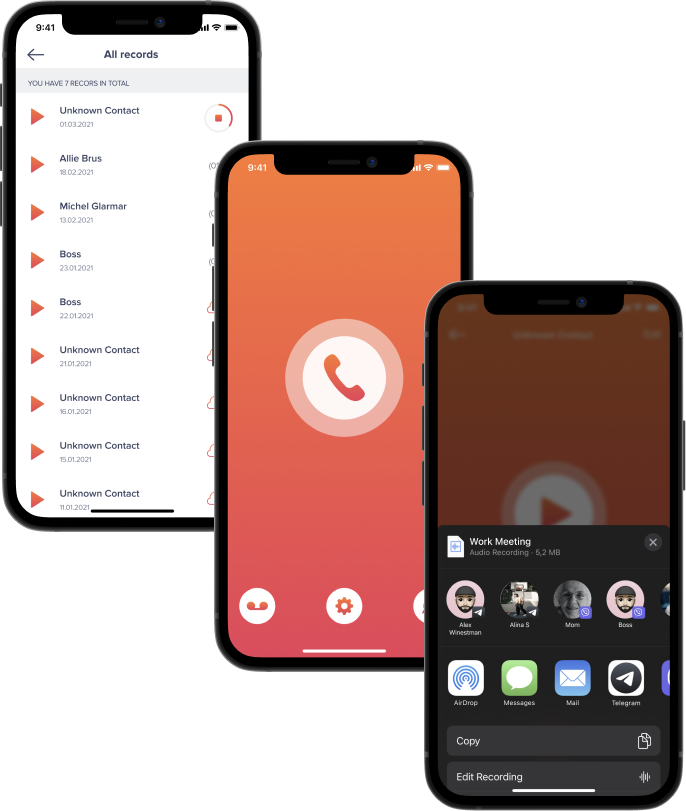 9:41
All records
YOU HAVE 7 RECORS IN TOTAL
Unknown Contact
01.03.2021
Allie Brus
18.02.2021
Michel Glarmar
13.02.2021
Boss
23.01.2021
Boss
22.01.2021
Unknown Contact
21.01.2021
Unknown Contact
16.01.2021
Unknown Contact
15.01.2021
Unknown Contact
11.01.2021
9:41
Unknown Contact
Work Meeting
Audio Recording - 5,2 MB
Alex
Winestman
Alina S
Mom
Boss
AirDrop
Messages
Mail
Telegram
Copy
Edit Recording